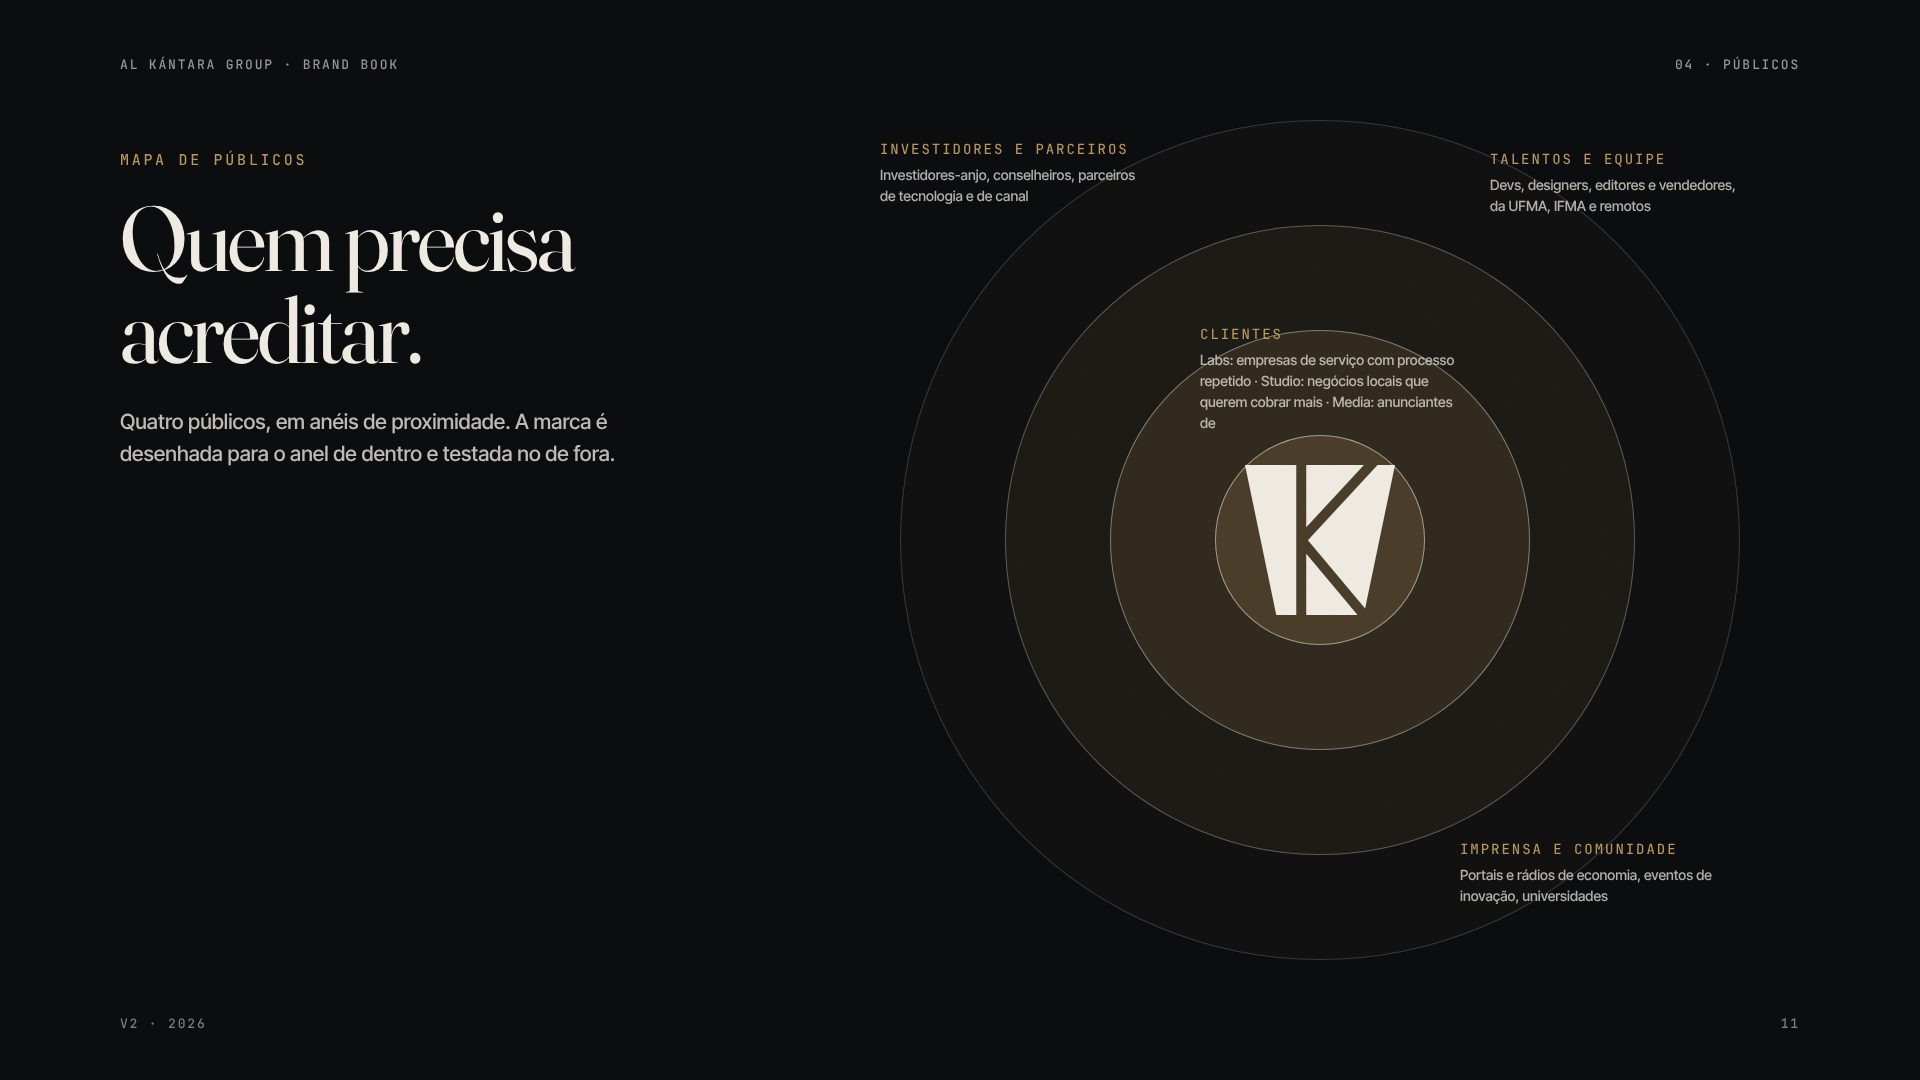 AL KÁNTARA GROUP · BRAND BOOK
04 · PÚBLICOS
MAPA DE PÚBLICOS
Quem precisa
acreditar.
Quatro públicos, em anéis de proximidade. A marca é
desenhada para o anel de dentro e testada no de fora.
INVESTIDORES E PARCEIROS
Investidores-anjo, conselheiros, parceiros
de tecnologia e de canal
TALENTOS E EQUIPE
Devs, designers, editores e vendedores,
da UFMA, IFMA e remotos
CLIENTES
Labs: empresas de serviço com processo
repetido · Studio: negócios locais que
querem cobrar mais · Media: anunciantes
de
K
IMPRENSA E COMUNIDADE
Portais e rádios de economia, eventos de
inovação, universidades
V2 · 2026
11